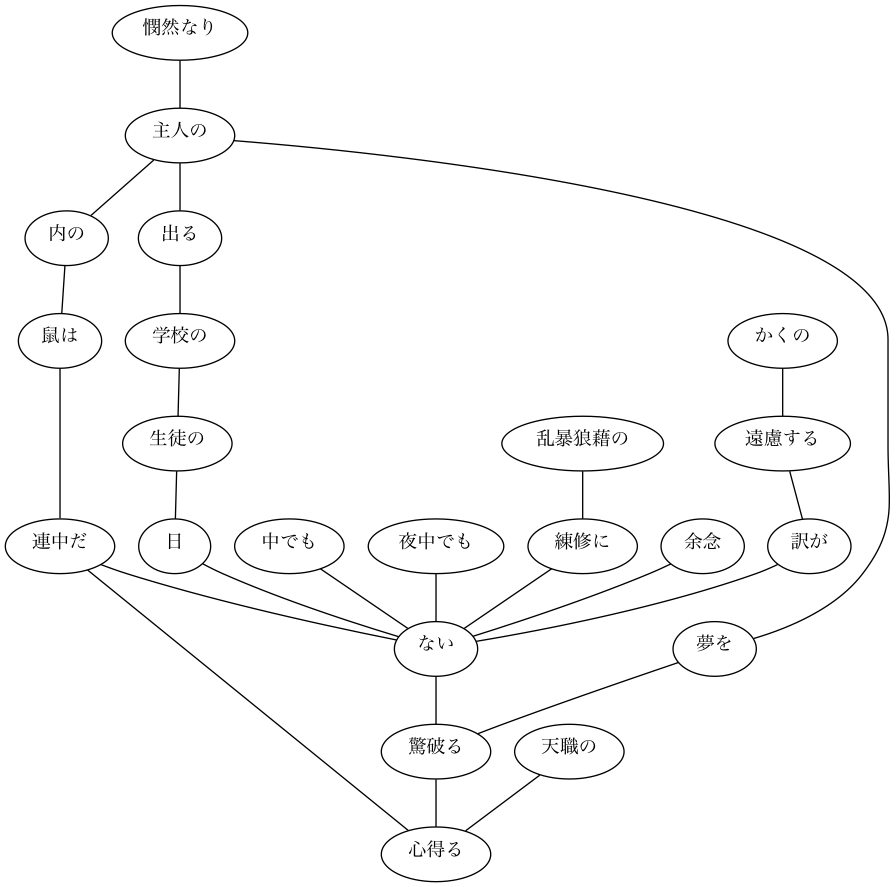 憫然なり
主人の
内の
出る
鼠は
学校の
かくの
生徒の
乱暴狼藉の
遠慮する
連中だ
日
中でも
夜中でも
練修に
余念
訳が
ない
夢を
驚破る
天職の
心得る